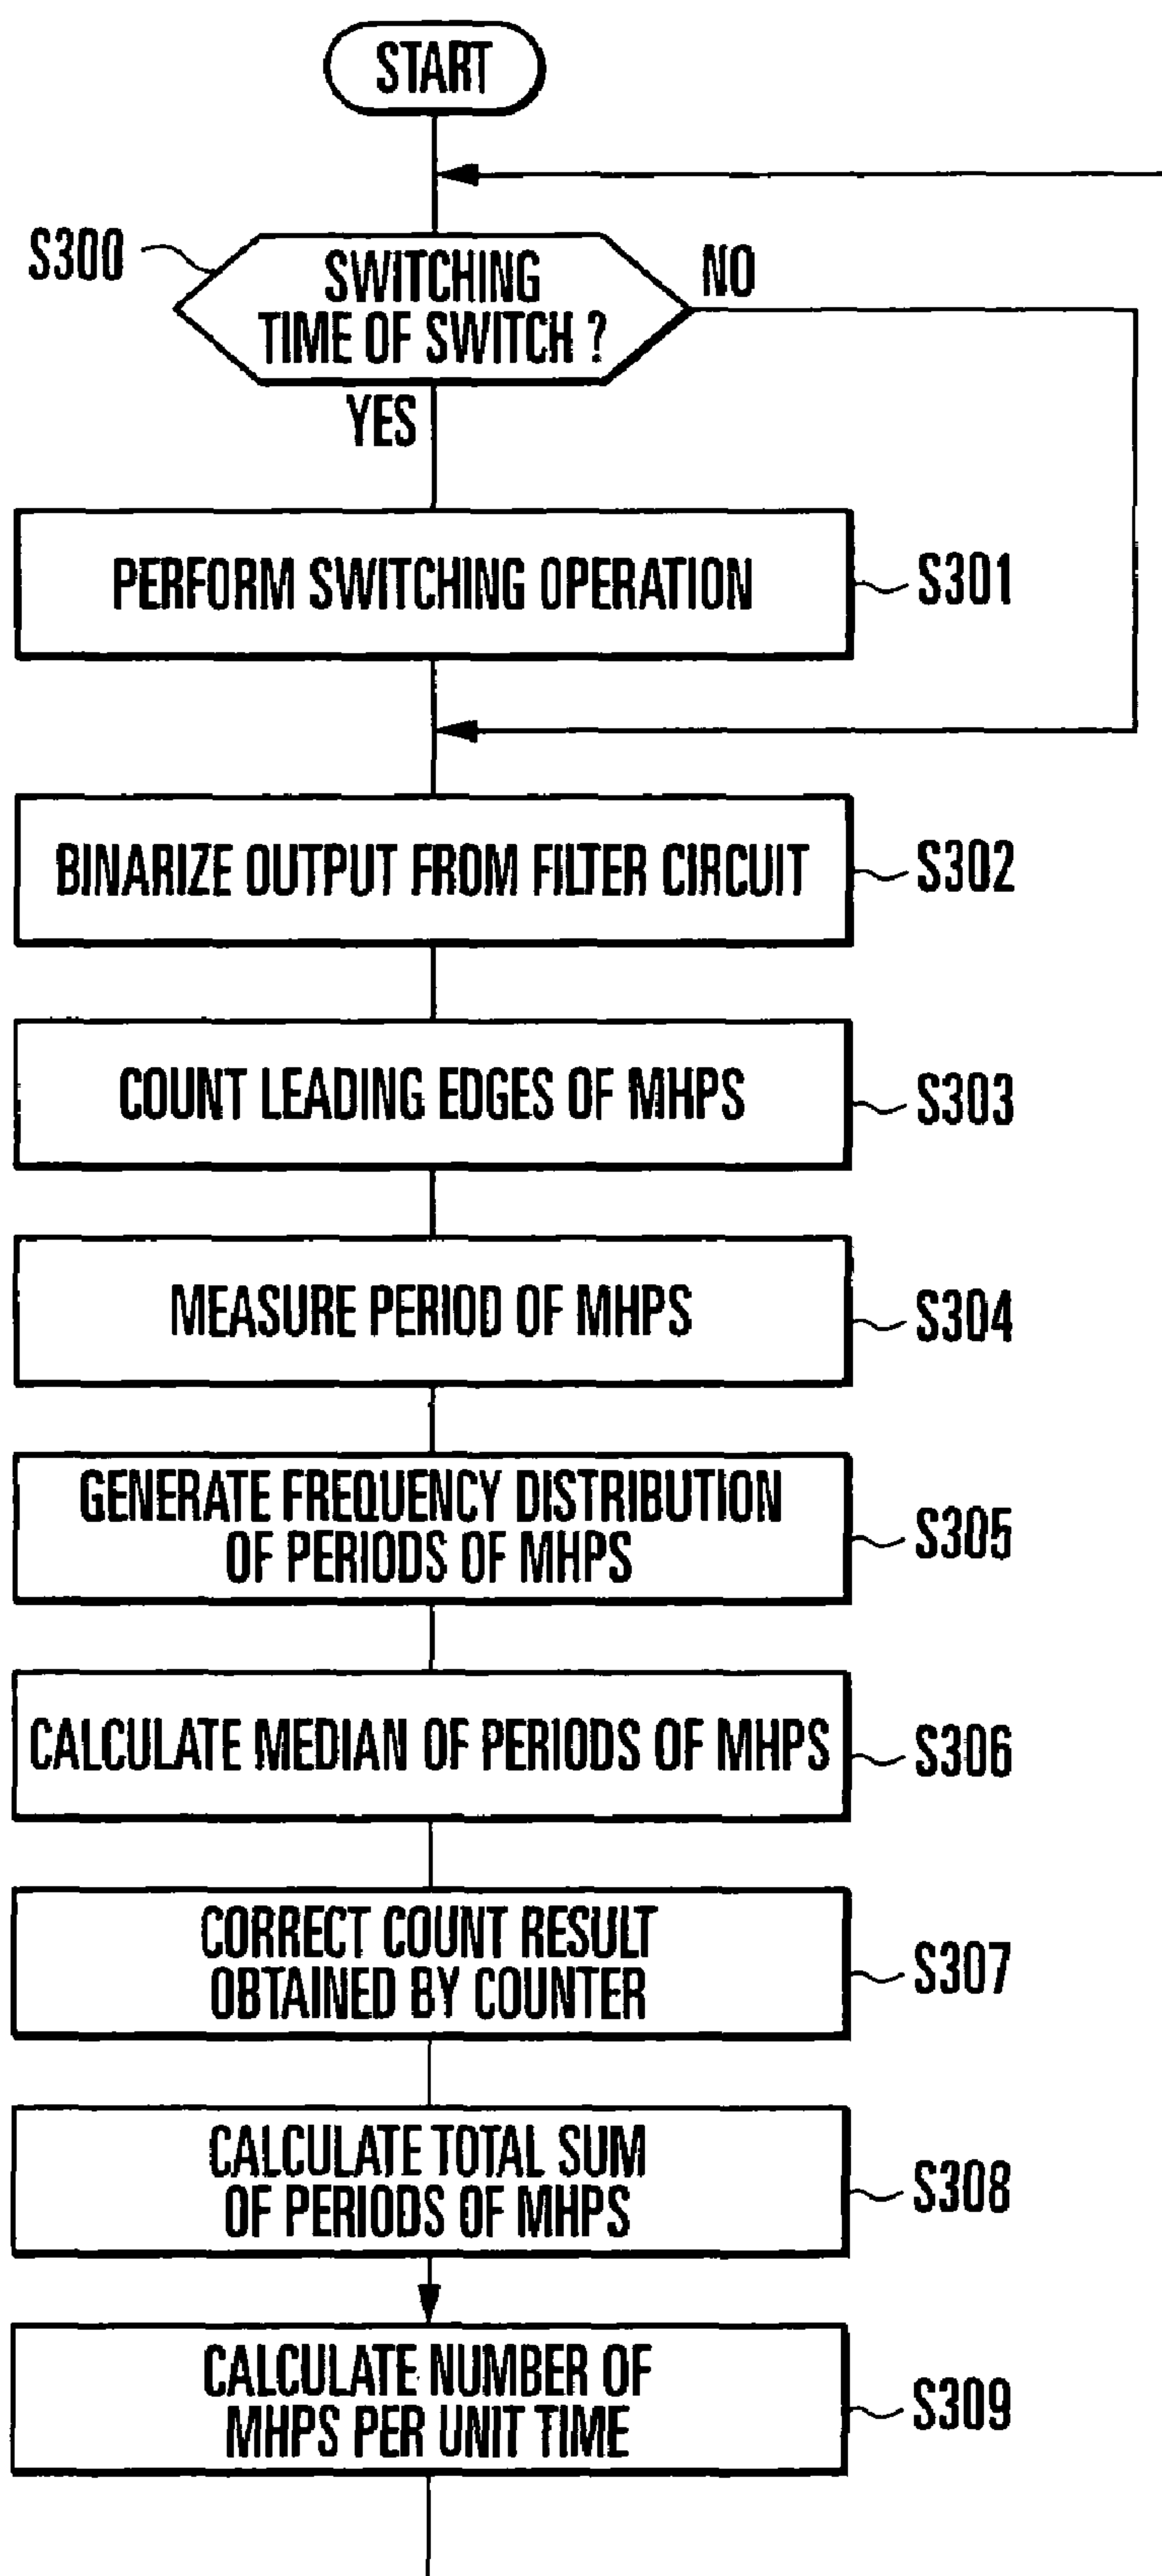 START
S300
SWITCHING
TIME OF SWITCH ?
NO
YES
PERFORM SWITCHING OPERATION
S301
BINARIZE OUTPUT FROM FILTER CIRCUIT
S302
COUNT LEADING EDGES OF MHPS
S303
MEASURE PERIOD OF MHPS
S304
GENERATE FREQUENCY DISTRIBUTION
OF PERIODS OF MHPS
S305
CALCULATE MEDIAN OF PERIODS OF MHPS
S306
CORRECT COUNT RESULT
OBTAINED BY COUNTER
S307
CALCULATE TOTAL SUM
OF PERIODS OF MHPS
S308
CALCULATE NUMBER OF
MHPS PER UNIT TIME
S309